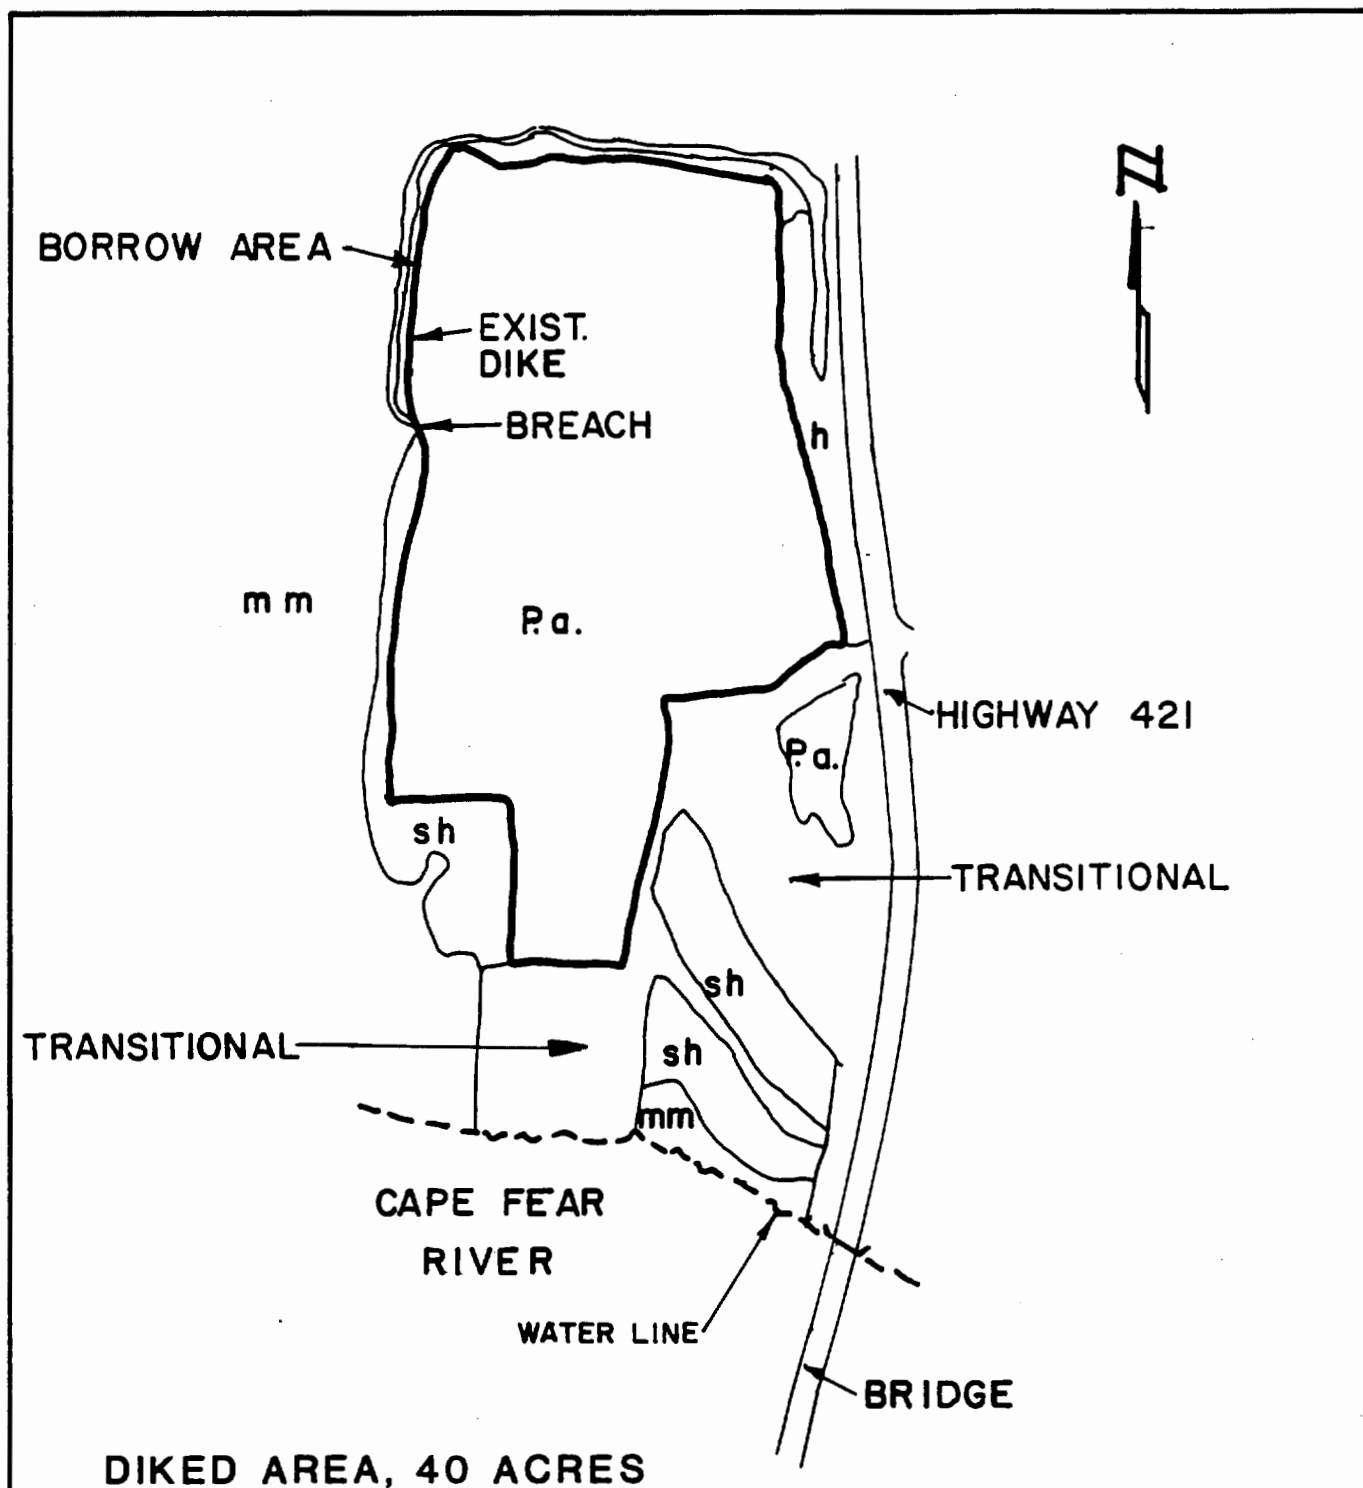 N
BORROW AREA
EXIST.
DIKE
BREACH
h
mm
P.a.
HIGHWAY 421
P.a.
sh
TRANSITIONAL
sh
TRANSITIONAL
sh
mm
CAPE FEAR
RIVER
WATER LINE
BRIDGE
DIKED AREA, 40 ACRES